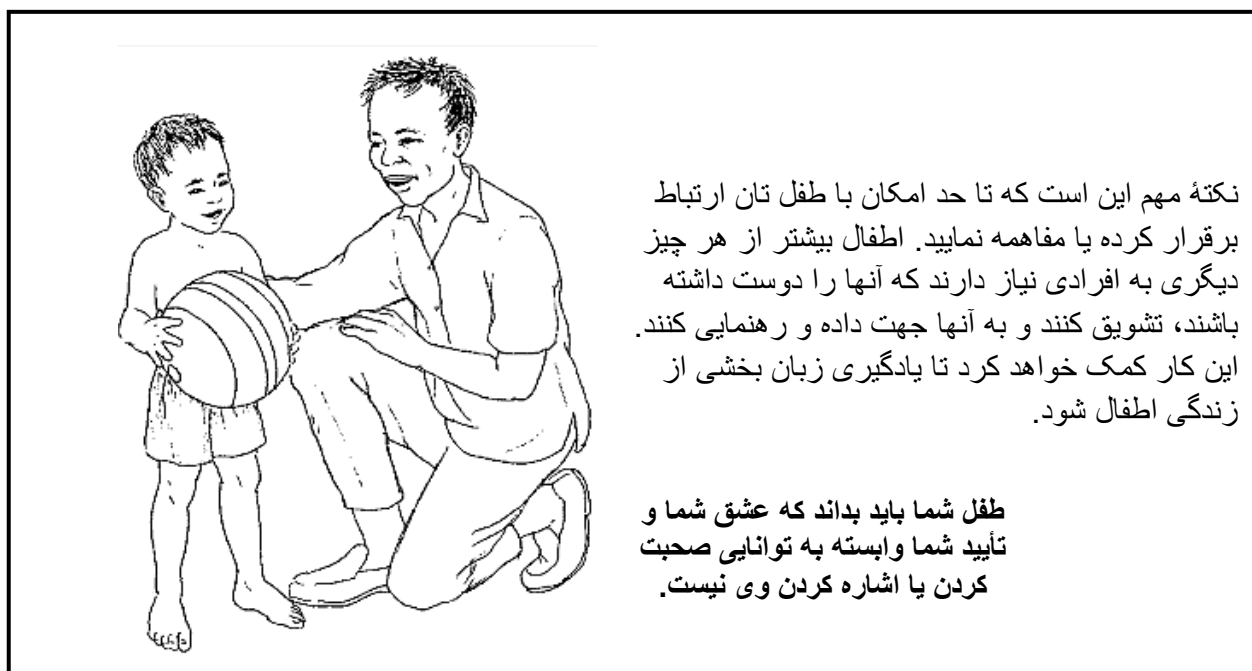 نکتۀ مهم این است که تا حد امکان با طفل تان ارتباط
برقرار کرده یا مفاهمه نمایید. اطفال بیشتر از هر چیز
دیگری به افرادی نیاز دارند که آنها را دوست داشته
باشند، تشویق کنند و به آنها جهت داده و رهنمایی کنند.
این کار کمک خواهد کرد تا یادگیری زبان بخشی از
زندگی اطفال شود.
طفل شما باید بداند که عشق شما و
تأیید شما وابسته به توانایی صحبت
کردن یا اشاره کردن وی نیست.